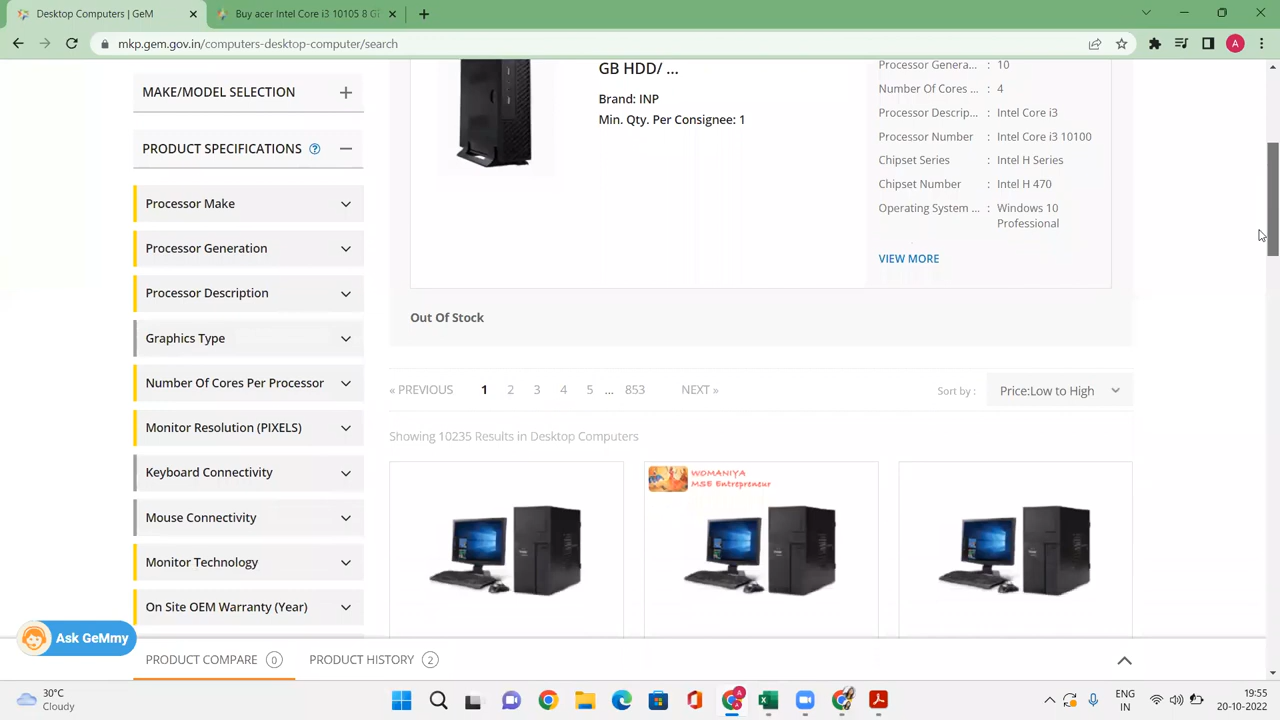 Desktop Computers | GeM
Buy acer Intel Core i3 10105 8 G
mkp.gem.gov.in/computers-desktop-computer/search
A
MAKE/MODEL SELECTION
PRODUCT SPECIFICATIONS
Processor Make
Processor Generation
Processor Description
Graphics Type
Number Of Cores Per Processor
Monitor Resolution (PIXELS)
Keyboard Connectivity
Mouse Connectivity
Monitor Technology
On Site OEM Warranty (Year)
GB HDD/ ...
Brand: INP
Min. Qty. Per Consignee: 1
Processor Genera... : 10
Number Of Cores ... : 4
Processor Descrip... : Intel Core i3
Processor Number : Intel Core i3 10100
Chipset Series : Intel H Series
Chipset Number : Intel H 470
Operating System ... : Windows 10
Professional
VIEW MORE
Out Of Stock
« PREVIOUS 1 2 3 4 5 ... 853 NEXT »
Sort by : Price:Low to High
Showing 10235 Results in Desktop Computers
WOMANIYA
MSE Entrepreneur
Ask GeMmy
PRODUCT COMPARE 0 PRODUCT HISTORY 2
30°C
Cloudy
ENG
IN
19:55
20-10-2022